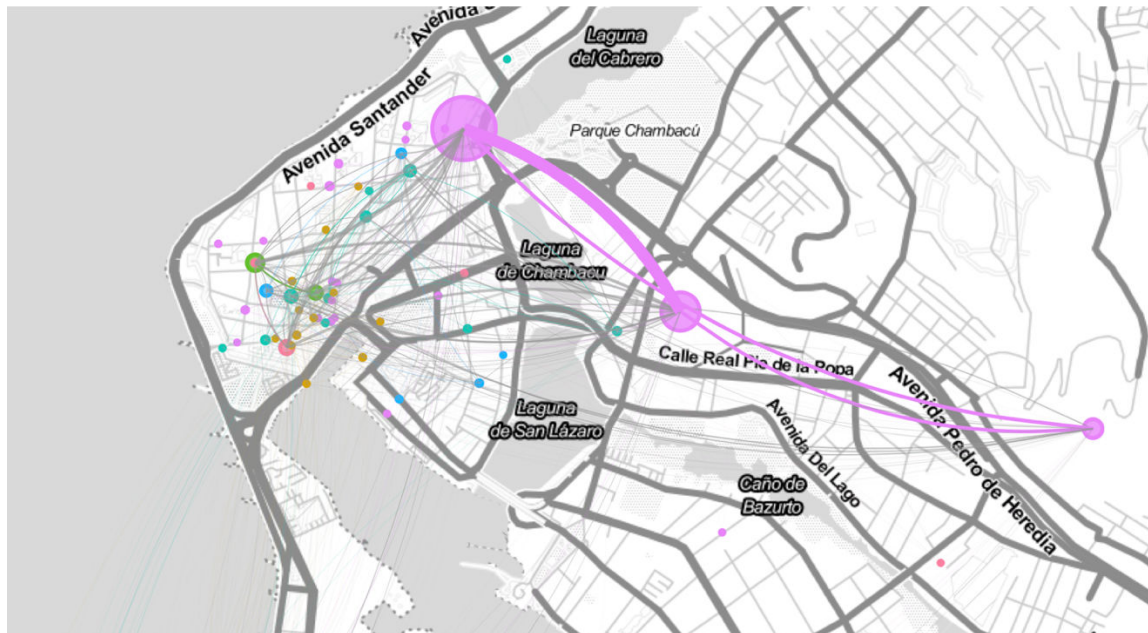 Avenida S
Laguna
del Cabrero
Avenida Santander
Parque Chambacú
Laguna
de Chambacu
Calle Real Pie de la Popa
Avenida Pedro de Heredia
Avenida Del Lago
Laguna
de San Lázaro
Caño de
Bazurto